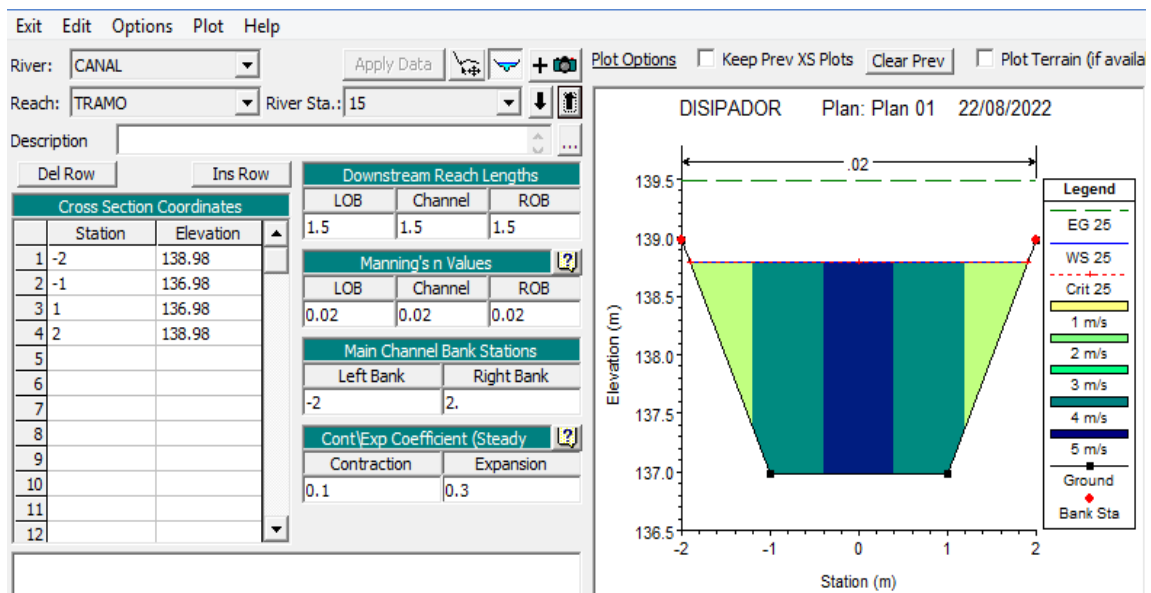 Exit Edit Options Plot Help
River: CANAL Apply Data +
Reach: TRAMO River Sta.: 15
Description ...
Del Row Ins Row
Cross Section Coordinates
Station Elevation
1 -2 138.98
2 -1 136.98
3 1 136.98
4 2 138.98
5
6
7
8
9
10
11
12
Downstream Reach Lengths
LOB Channel ROB
1.5 1.5 1.5
Manning's n Values ?
LOB Channel ROB
0.02 0.02 0.02
Main Channel Bank Stations
Left Bank Right Bank
-2 2.
Cont\Exp Coefficient (Steady ?
Contraction Expansion
0.1 0.3
Plot Options Keep Prev XS Plots Clear Prev Plot Terrain (if availa
DISIPADOR Plan: Plan 01 22/08/2022
.02
139.5
139.0
138.5
138.0
137.5
137.0
136.5
Elevation (m)
-2 -1 0 1 2
Station (m)
Legend
EG 25
WS 25
Crit 25
1 m/s
2 m/s
3 m/s
4 m/s
5 m/s
Ground
Bank Sta